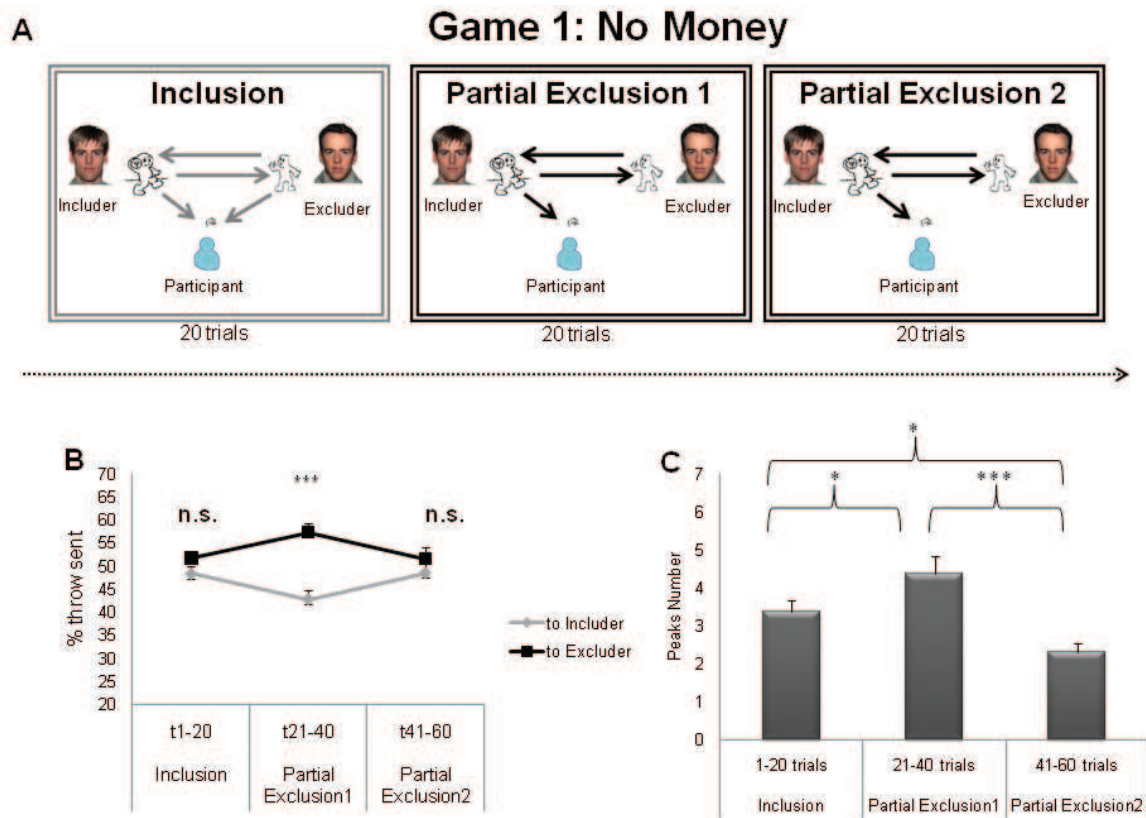 A
Game 1: No Money
Inclusion
Includer
Excluder
Participant
20 trials
Partial Exclusion 1
Includer
Excluder
Participant
20 trials
Partial Exclusion 2
Includer
Excluder
Participant
20 trials
B
% throw sent
70
65
60
55
50
45
40
35
30
25
20
n.s.
***
n.s.
t1-20
t21-40
t41-60
Inclusion
Partial
Exclusion1
Partial
Exclusion2
to Includer
to Excluder
C
Peaks Number
7
6
5
4
3
2
1
0
*
*
***
1-20 trials
21-40 trials
41-60 trials
Inclusion
Partial Exclusion1
Partial Exclusion2